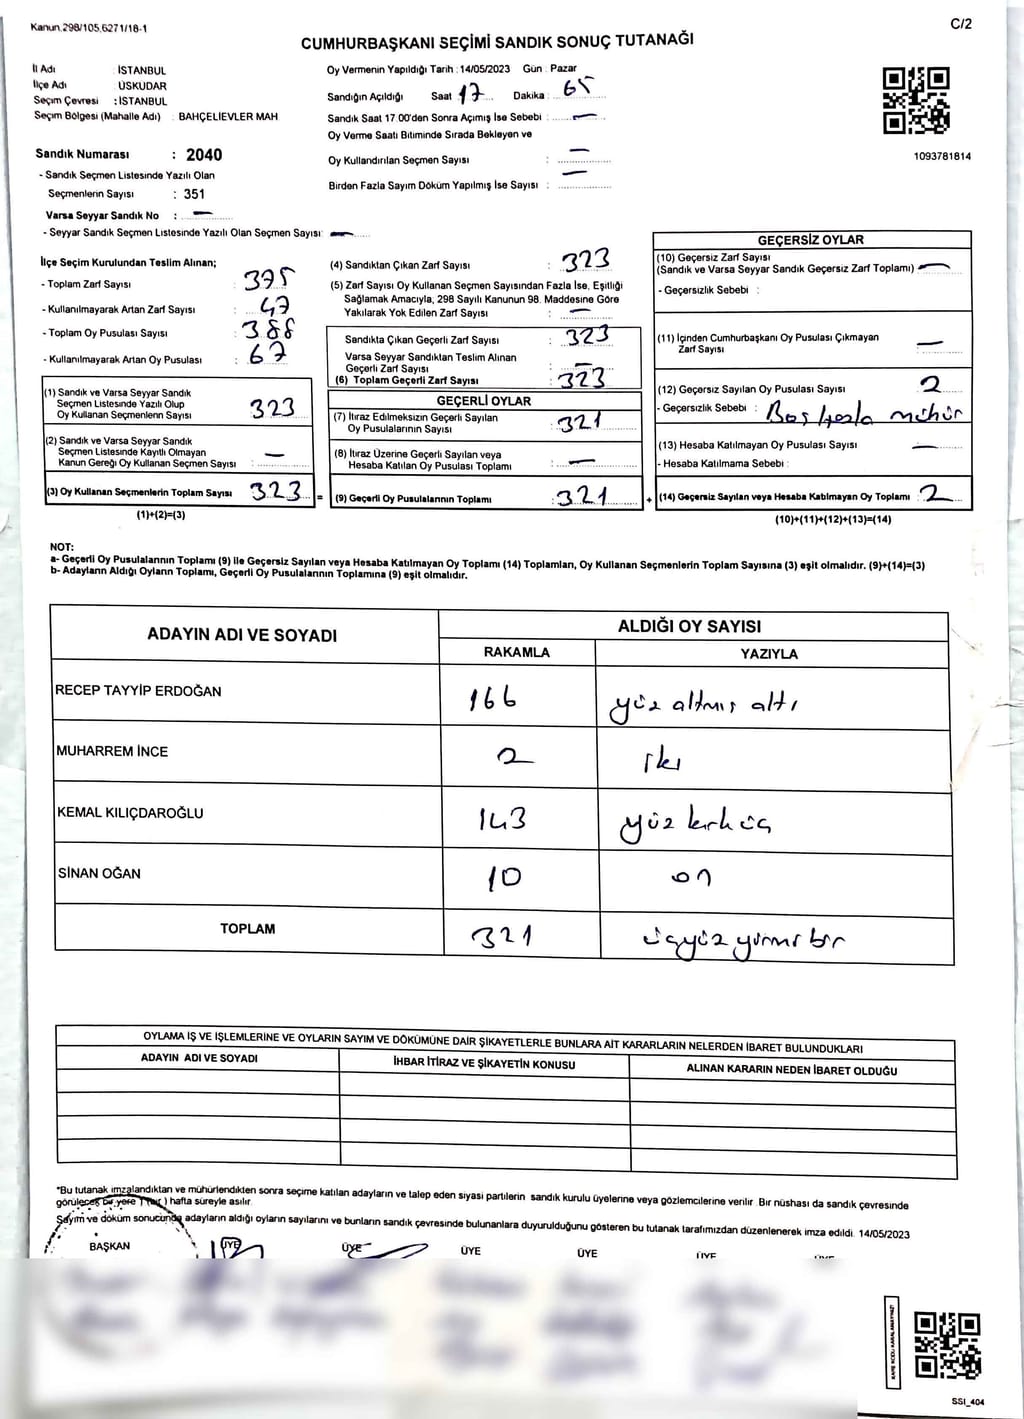 Kanun.298/105,6271/18-1
C/2
CUMHURBAŞKANI SEÇİMİ SANDIK SONUÇ TUTANAĞI
İl Adı : İSTANBUL
İlçe Adı : ÜSKÜDAR
Seçim Çevresi : İSTANBUL
Seçim Bölgesi (Mahalle Adı) : BAHÇELİEVLER MAH
Sandık Numarası : 2040
- Sandık Seçmen Listesinde Yazılı Olan
Seçmenlerin Sayısı : 351
Varsa Seyyar Sandık No : —
- Seyyar Sandık Seçmen Listesinde Yazılı Olan Seçmen Sayısı: —
Oy Vermenin Yapıldığı Tarih : 14/05/2023 Gün : Pazar
Sandığın Açıldığı Saat : 17 Dakika : 65
Sandık Saat 17.00'den Sonra Açımış İse Sebebi : —
Oy Verme Saati Bitiminde Sırada Bekleyen ve
Oy Kullandırılan Seçmen Sayısı : —
Birden Fazla Sayım Döküm Yapılmış İse Sayısı : —
1093781814
İlçe Seçim Kurulundan Teslim Alınan;
- Toplam Zarf Sayısı : 395
- Kullanılmayarak Artan Zarf Sayısı : 47
- Toplam Oy Pusulası Sayısı : 388
- Kullanılmayarak Artan Oy Pusulası : 67
(1) Sandık ve Varsa Seyyar Sandık
Seçmen Listesinde Yazılı Olup
Oy Kullanan Seçmenlerin Sayısı 323
(2) Sandık ve Varsa Seyyar Sandık
Seçmen Listesinde Kayıtlı Olmayan
Kanun Gereği Oy Kullanan Seçmen Sayısı : —
(3) Oy Kullanan Seçmenlerin Toplam Sayısı 323 =
(1)+(2)=(3)
(4) Sandıktan Çıkan Zarf Sayısı : 323
(5) Zarf Sayısı Oy Kullanan Seçmen Sayısından Fazla İse, Eşitliği
Sağlamak Amacıyla, 298 Sayılı Kanunun 98. Maddesine Göre
Yakılarak Yok Edilen Zarf Sayısı : —
Sandıkta Çıkan Geçerli Zarf Sayısı : 323
Varsa Seyyar Sandıktan Teslim Alınan
Geçerli Zarf Sayısı : —
(6) Toplam Geçerli Zarf Sayısı : 323
GEÇERLİ OYLAR
(7) İtiraz Edilmeksizin Geçerli Sayılan
Oy Pusulalarının Sayısı : 321
(8) İtiraz Üzerine Geçerli Sayılan veya
Hesaba Katılan Oy Pusulası Toplamı : —
(9) Geçerli Oy Pusulalarının Toplamı : 321 +
GEÇERSİZ OYLAR
(10) Geçersiz Zarf Sayısı
(Sandık ve Varsa Seyyar Sandık Geçersiz Zarf Toplamı) —
- Geçersizlik Sebebi :
(11) İçinden Cumhurbaşkanı Oy Pusulası Çıkmayan
Zarf Sayısı —
(12) Geçersiz Sayılan Oy Pusulası Sayısı 2
- Geçersizlik Sebebi : mühür
(13) Hesaba Katılmayan Oy Pusulası Sayısı —
- Hesaba Katılmama Sebebi :
(14) Geçersiz Sayılan veya Hesaba Katılmayan Oy Toplamı : 2
(10)+(11)+(12)+(13)=(14)
NOT:
a- Geçerli Oy Pusulalarının Toplamı (9) ile Geçersiz Sayılan veya Hesaba Katılmayan Oy Toplamı (14) Toplamları, Oy Kullanan Seçmenlerin Toplam Sayısına (3) eşit olmalıdır. (9)+(14)=(3)
b- Adayların Aldığı Oyların Toplamı, Geçerli Oy Pusulalarının Toplamına (9) eşit olmalıdır.
ADAYIN ADI VE SOYADI ALDIĞI OY SAYISI
RAKAMLA YAZIYLA
RECEP TAYYİP ERDOĞAN 166 yüz altmış altı
MUHARREM İNCE 2 iki
KEMAL KILIÇDAROĞLU 143 yüz kırk üç
SİNAN OĞAN 10 on
TOPLAM 321 üçyüz yirmi bir
OYLAMA İŞ VE İŞLEMLERİNE VE OYLARIN SAYIM VE DÖKÜMÜNE DAİR ŞİKAYETLERLE BUNLARA AİT KARARLARIN NELERDEN İBARET BULUNDUKLARI
ADAYIN ADI VE SOYADI İHBAR İTİRAZ VE ŞİKAYETİN KONUSU ALINAN KARARIN NEDEN İBARET OLDUĞU
*Bu tutanak imzalandıktan ve mühürlendikten sonra seçime katılan adayların ve talep eden siyasi partilerin sandık kurulu üyelerine veya gözlemcilerine verilir. Bir nüshası da sandık çevresinde
görülecek bir yere 1 (bir) hafta süreyle asılır.
Sayım ve döküm sonucunda adayların aldığı oyların sayılarını ve bunların sandık çevresinde bulunanlara duyurulduğunu gösteren bu tutanak tarafımızdan düzenlenerek imza edildi. 14/05/2023
BAŞKAN ÜYE ÜYE ÜYE ÜYE ÜYE
SSI_404